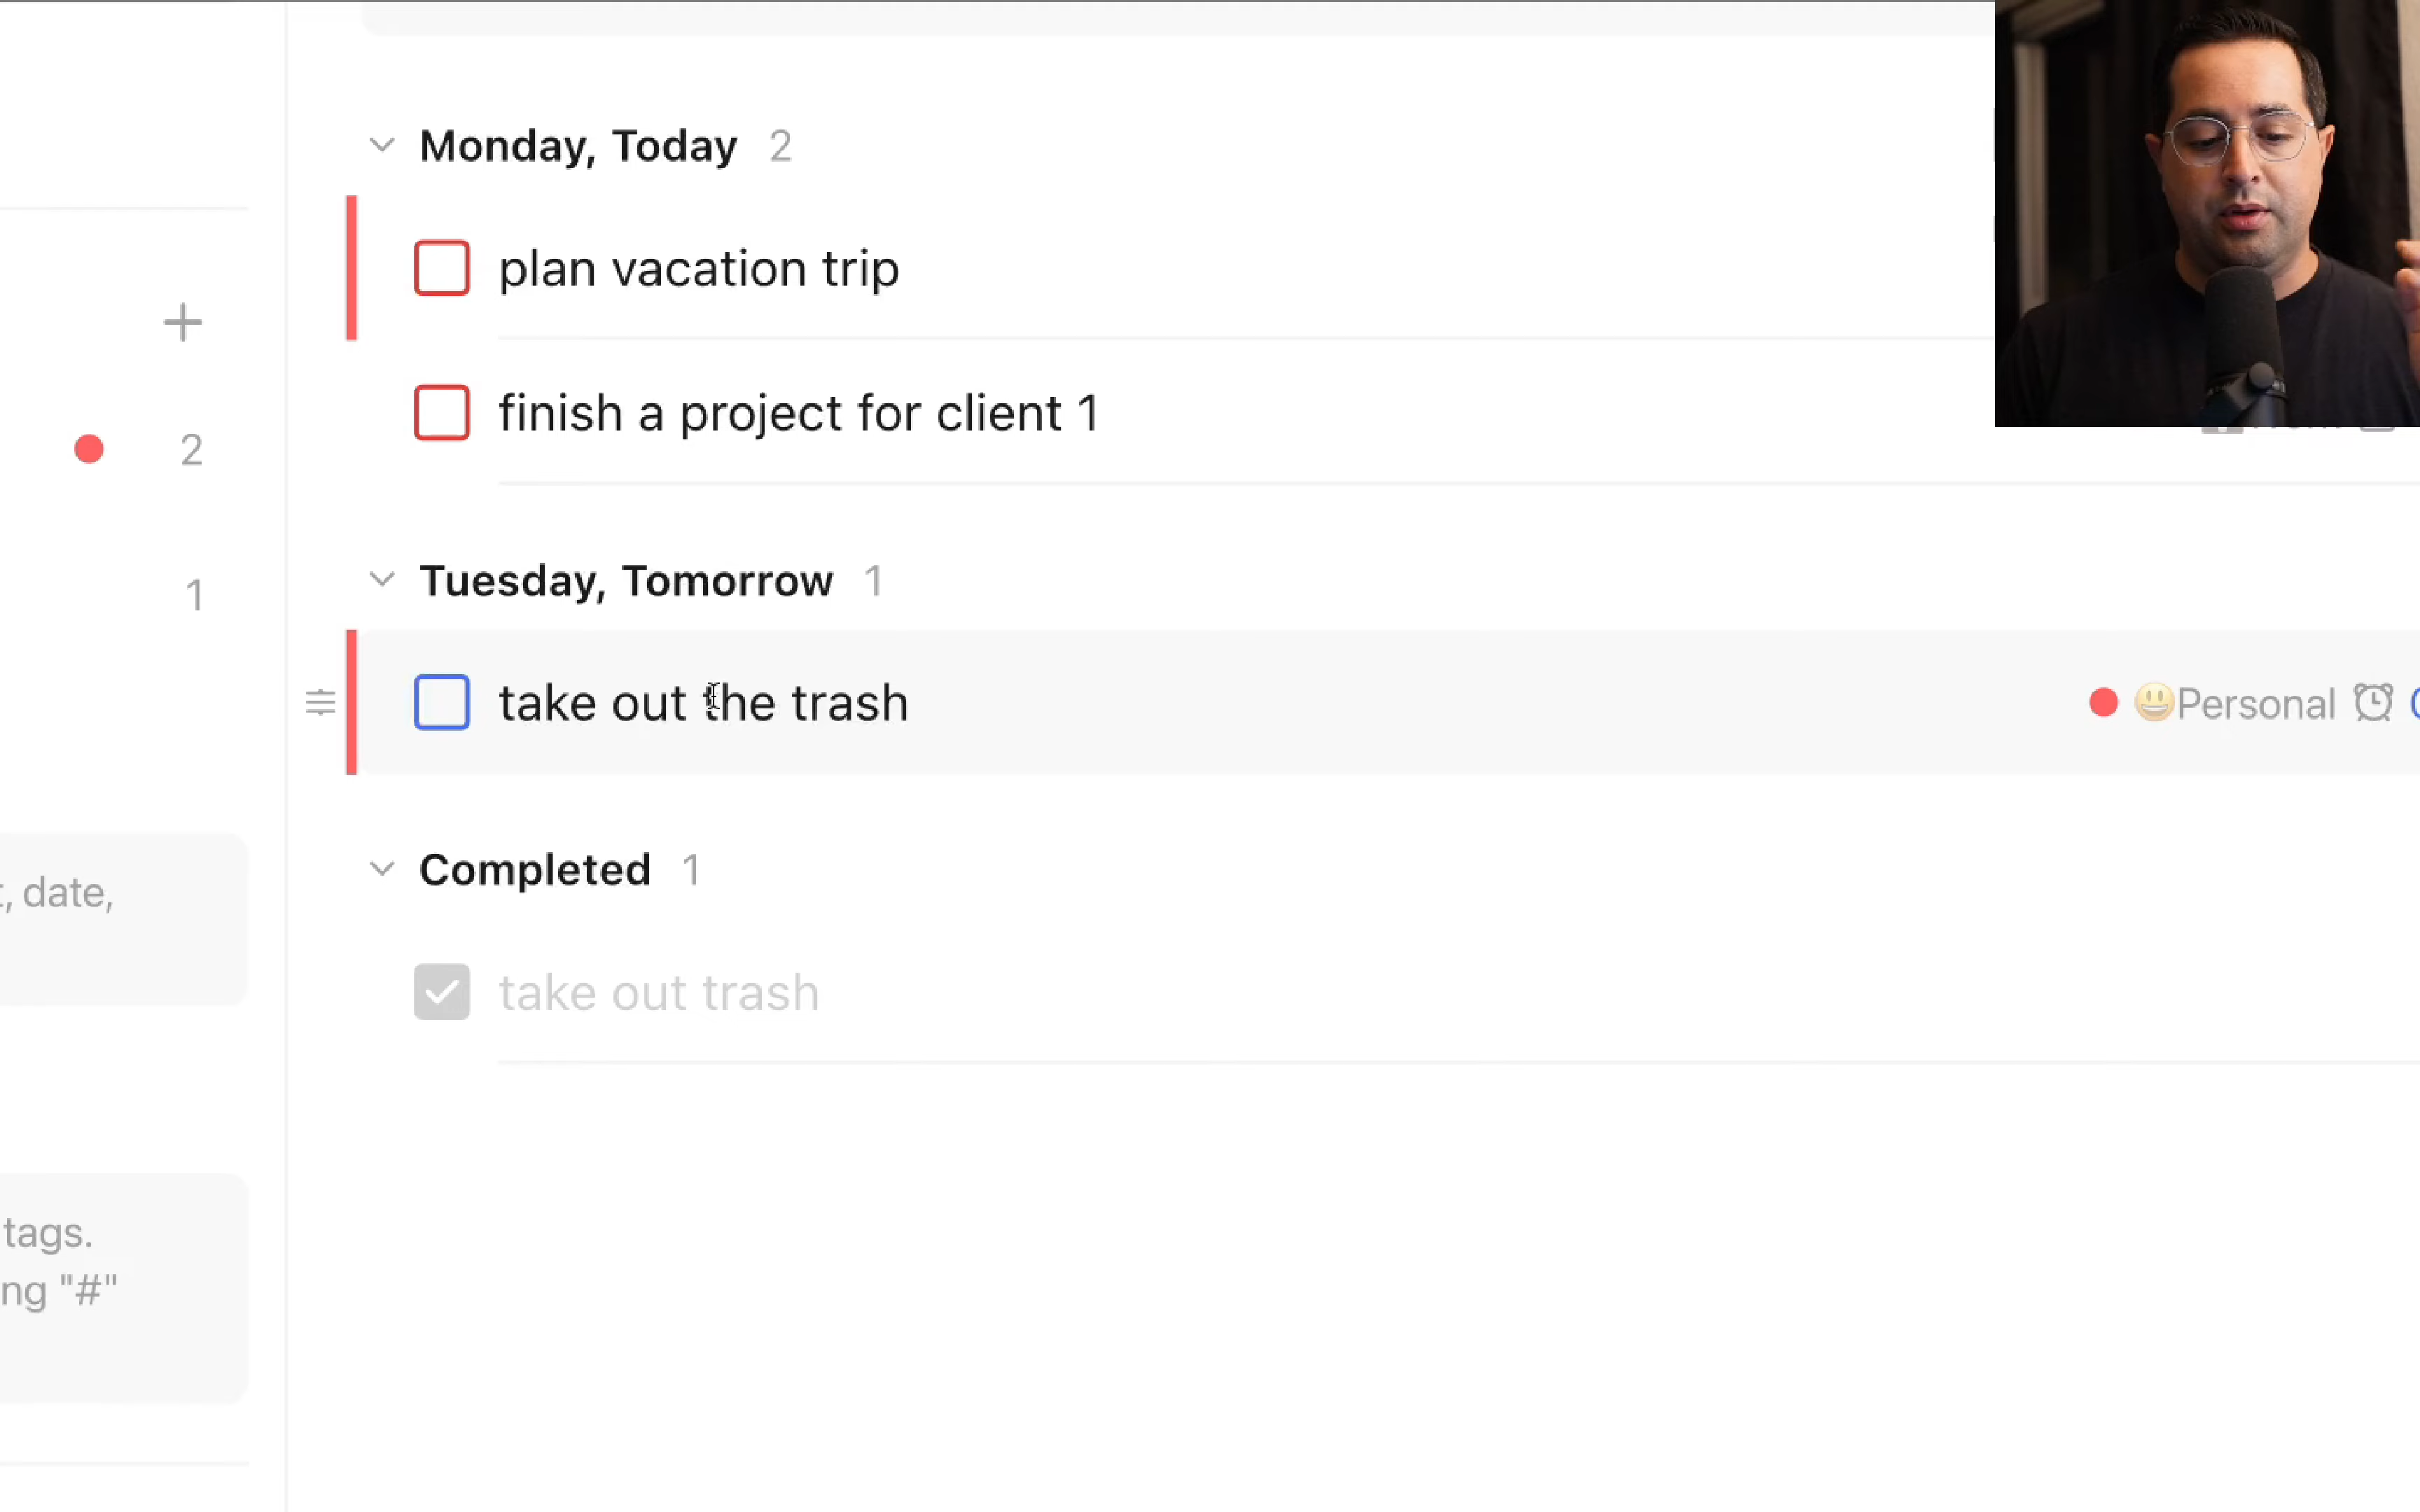 Monday, Today 2
plan vacation trip
finish a project for client 1
2
Tuesday, Tomorrow 1
1
take out the trash
Personal
Completed 1
, date,
take out trash
tags.
ng "#"